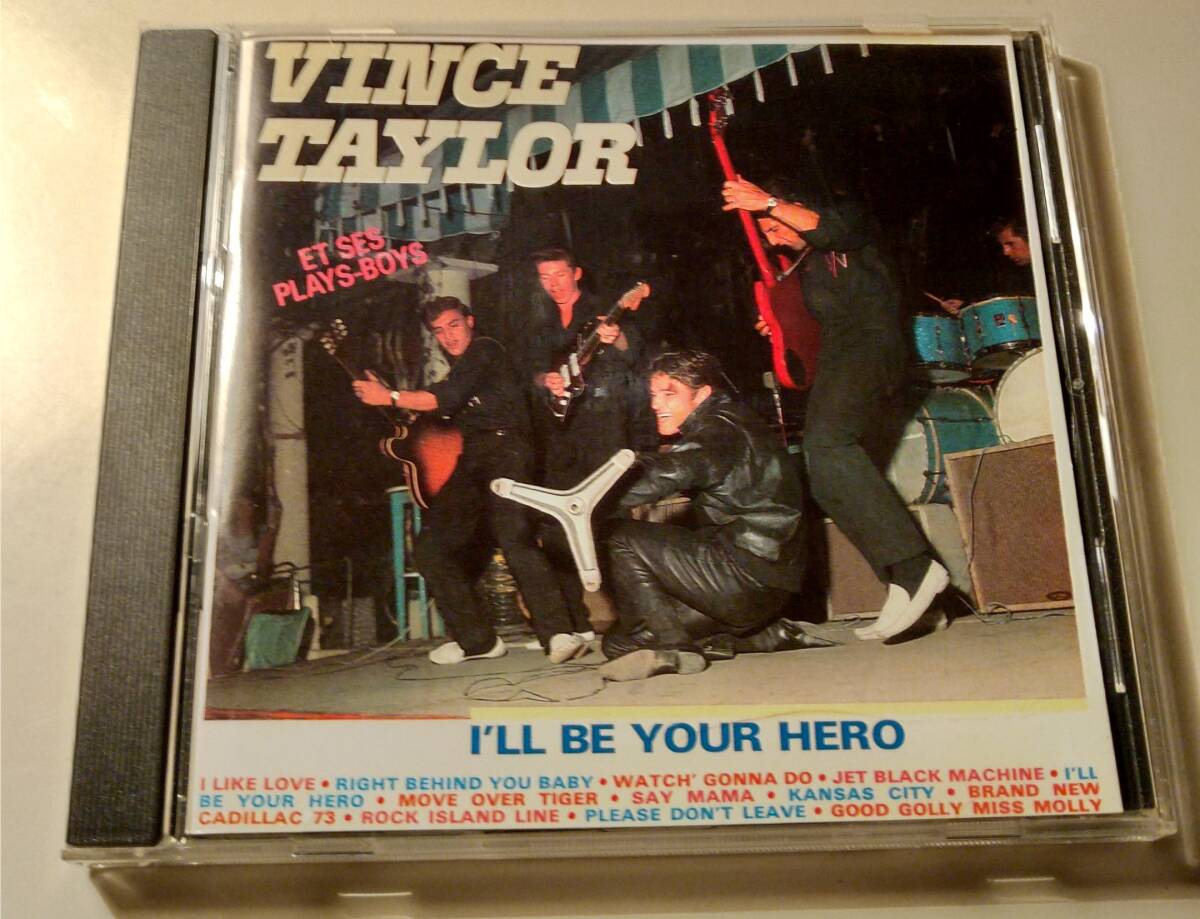 VINCE
TAYLOR
ET SES
PLAYS-BOYS
I'LL BE YOUR HERO
I LIKE LOVE • RIGHT BEHIND YOU BABY • WATCH' GONNA DO • JET BLACK MACHINE • I'LL
BE YOUR HERO • MOVE OVER TIGER • SAY MAMA • KANSAS CITY • BRAND NEW
CADILLAC 73 • ROCK ISLAND LINE • PLEASE DON'T LEAVE • GOOD GOLLY MISS MOLLY